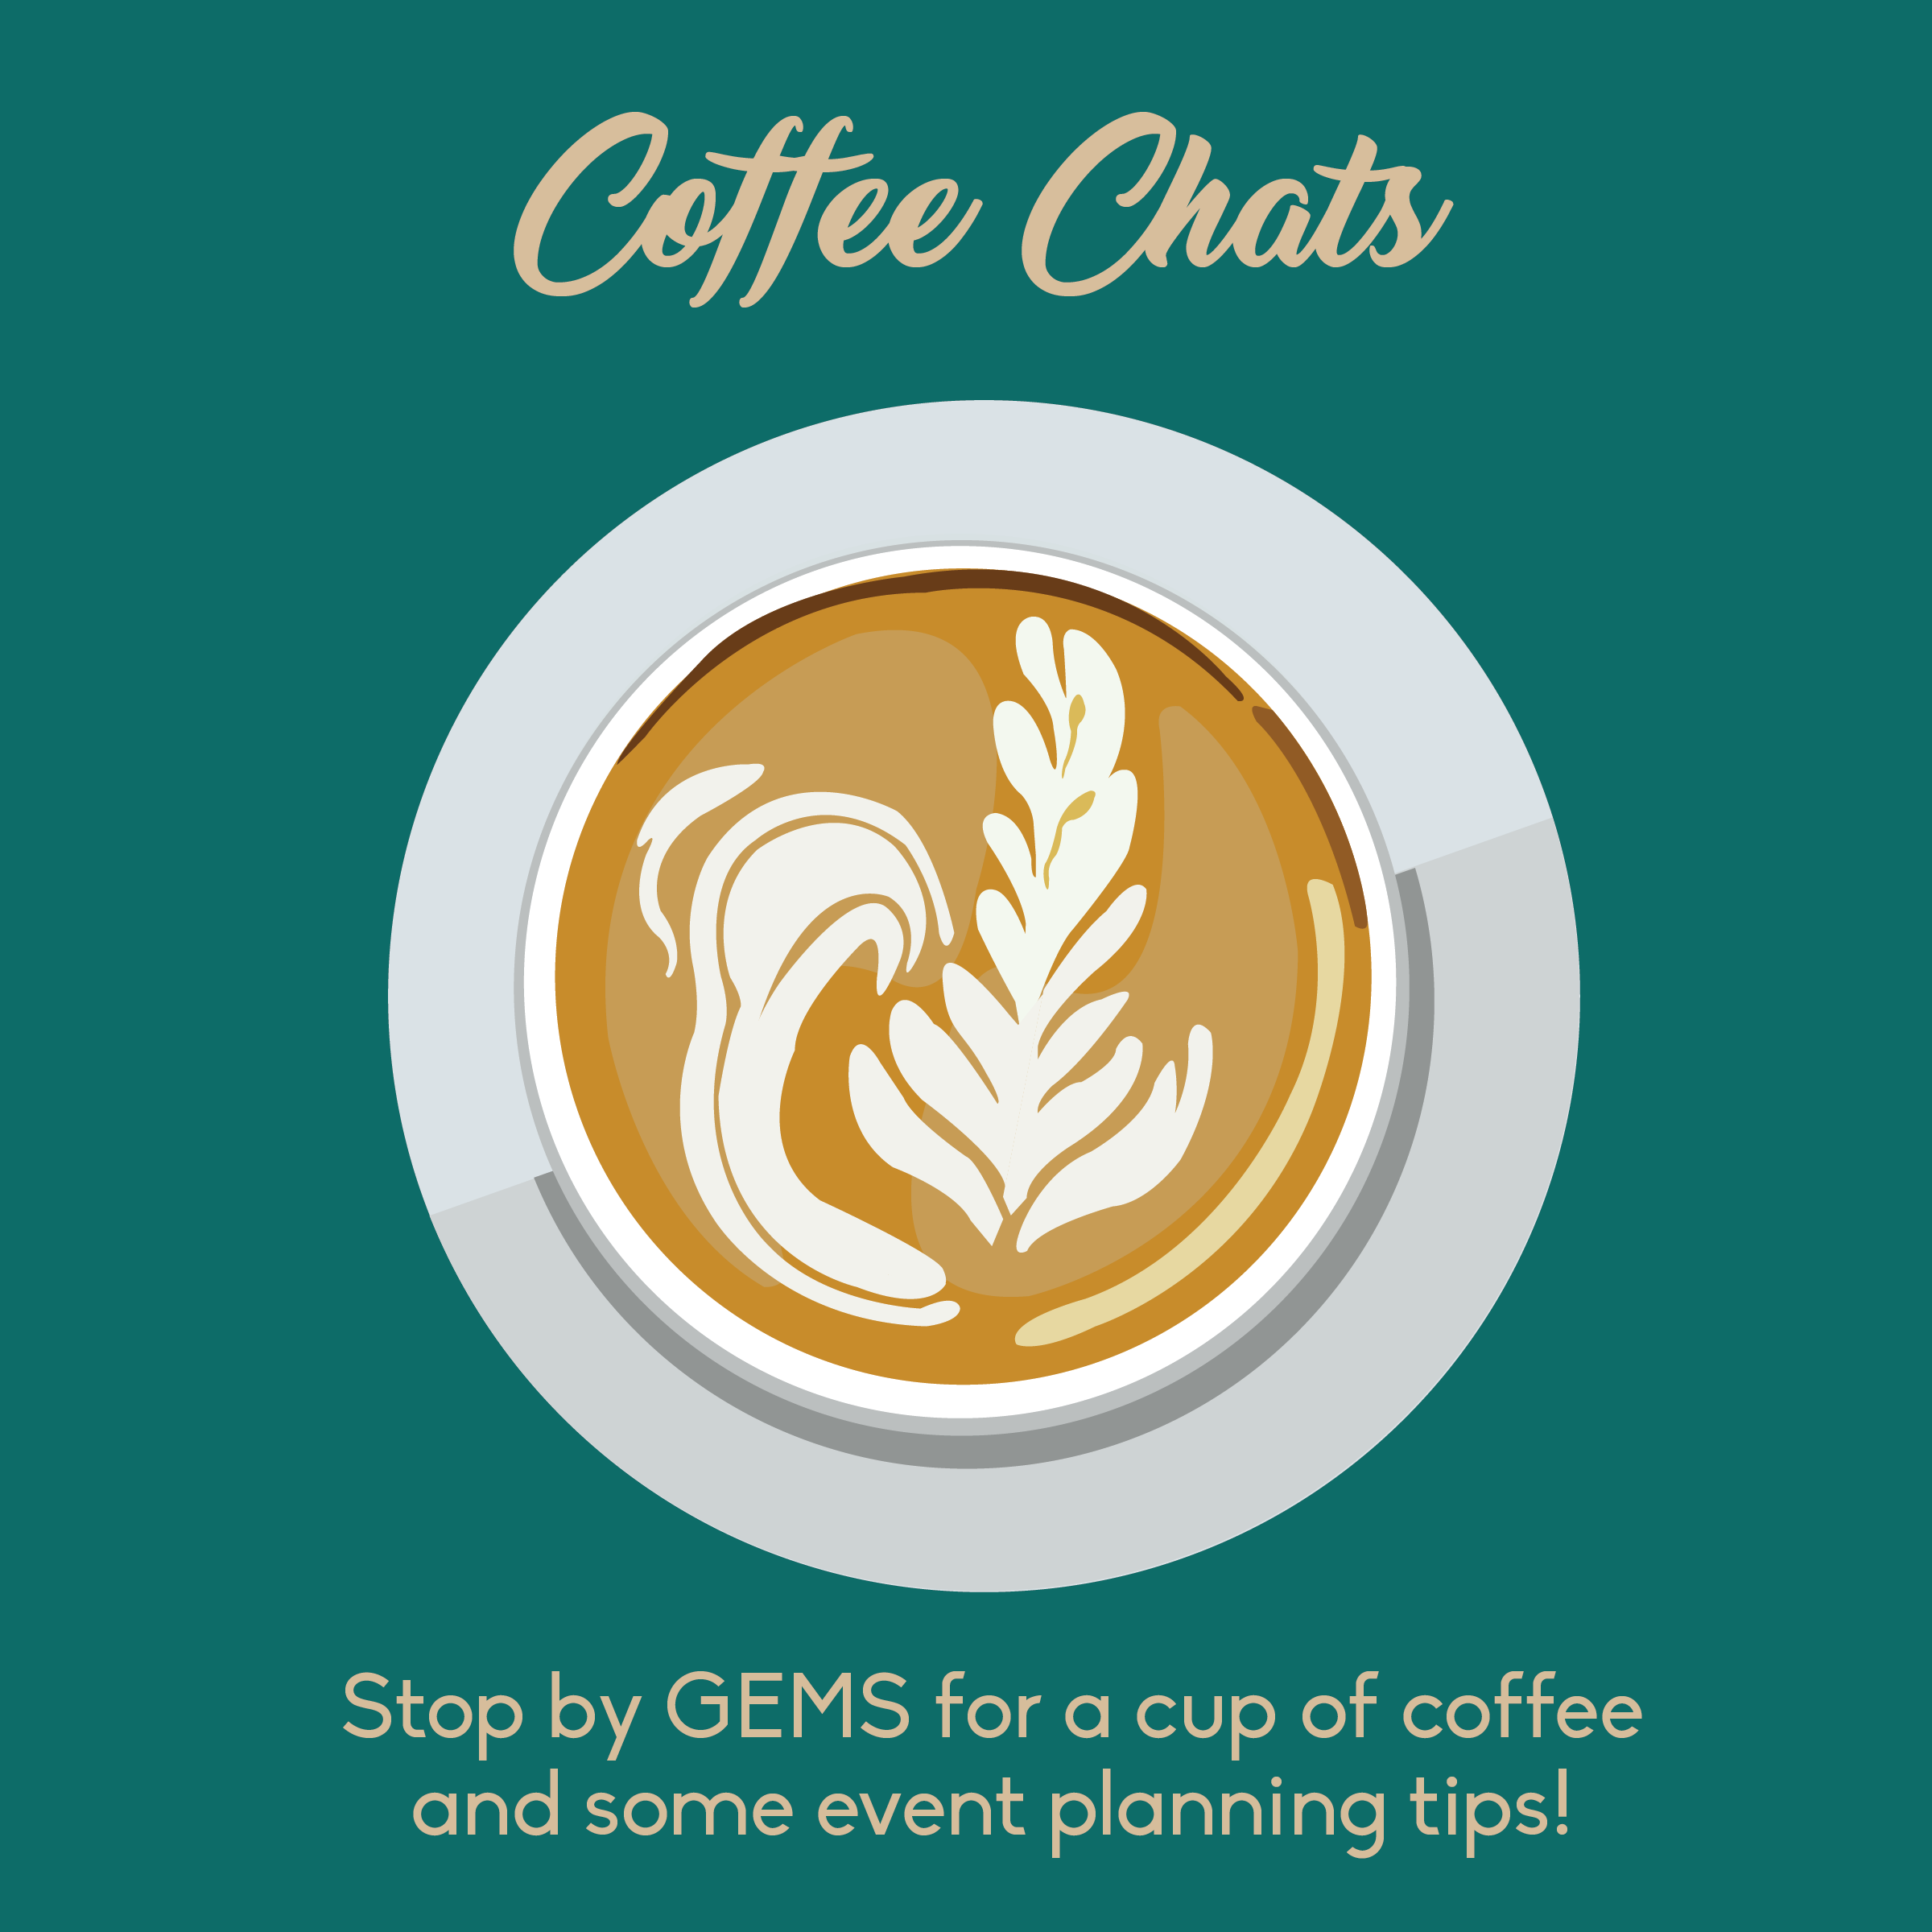 Coffee Chats
Stop by GEMS for a cup of coffee
and some event planning tips!